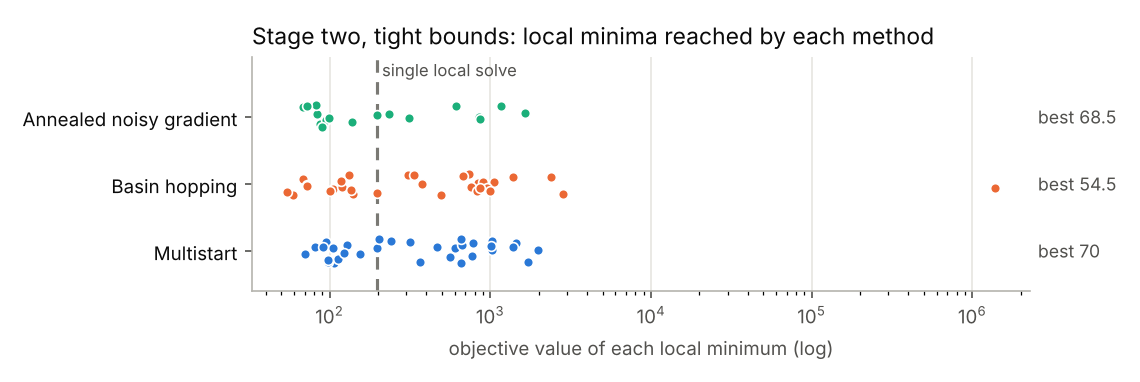 Stage two, tight bounds: local minima reached by each method
single local solve
Annealed noisy gradient
best 68.5
Basin hopping
best 54.5
Multistart
best 70
10² 10³ 10⁴ 10⁵ 10⁶
objective value of each local minimum (log)